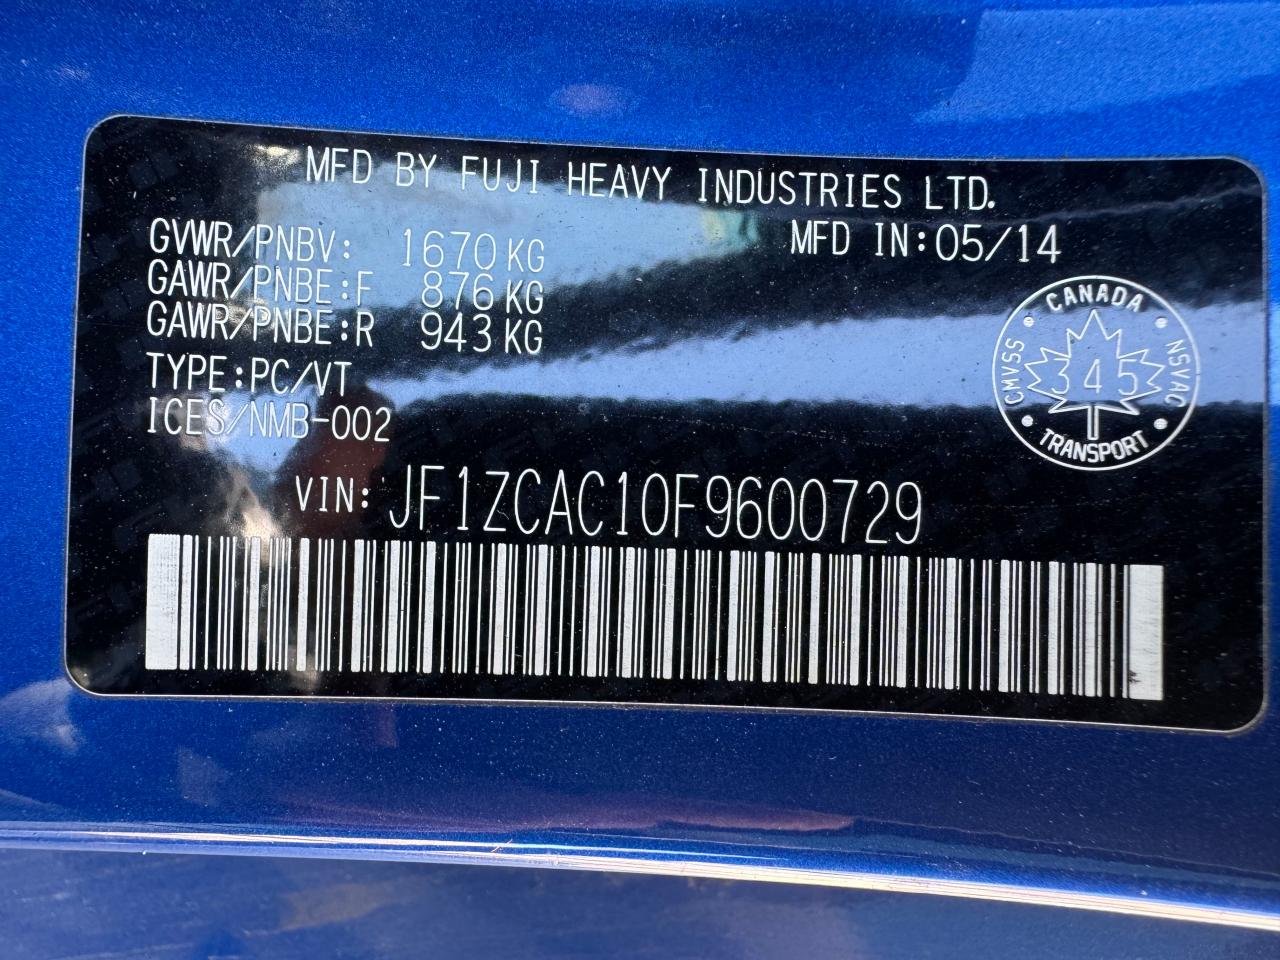 MFD BY FUJI HEAVY INDUSTRIES LTD.
GVWR/PNBV: 1670 KG MFD IN:05/14
GAWR/PNBE:F 876 KG
GAWR/PNBE:R 943 KG
TYPE:PC/VT
ICES/NMB-002
CANADA
CMVSS 345 NSVAC
TRANSPORT
VIN: JF1ZCAC10F9600729